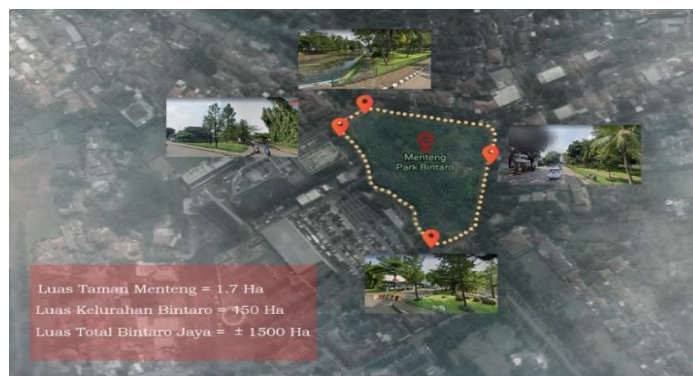 Menteng
Park Bintaro
Luas Taman Menteng = 1.7 Ha
Luas Kelurahan Bintaro = 450 Ha
Luas Total Bintaro Jaya = ± 1500 Ha